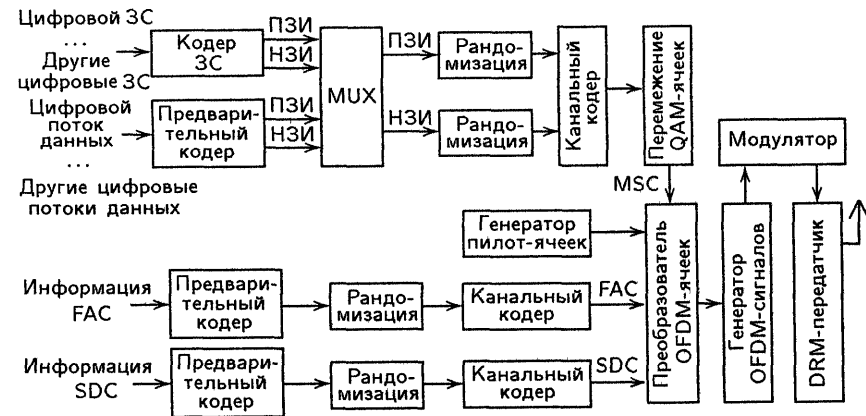 Цифровой ЗС
...
Другие
цифровые ЗС
Кодер
ЗС
ПЗИ
НЗИ
Цифровой
поток
данных
...
Другие цифровые
потоки данных
Предвари-
тельный
кодер
ПЗИ
НЗИ
MUX
ПЗИ
НЗИ
Рандо-
мизация
Рандо-
мизация
Канальный
кодер
Перемежение
QAM-ячеек
MSC
Модулятор
Генератор
пилот-ячеек
Информация
FAC
Предвари-
тельный
кодер
Рандо-
мизация
Канальный
кодер
FAC
Информация
SDC
Предвари-
тельный
кодер
Рандо-
мизация
Канальный
кодер
SDC
Преобразователь
OFDM-ячеек
Генератор
OFDM-сигналов
DRM-передатчик